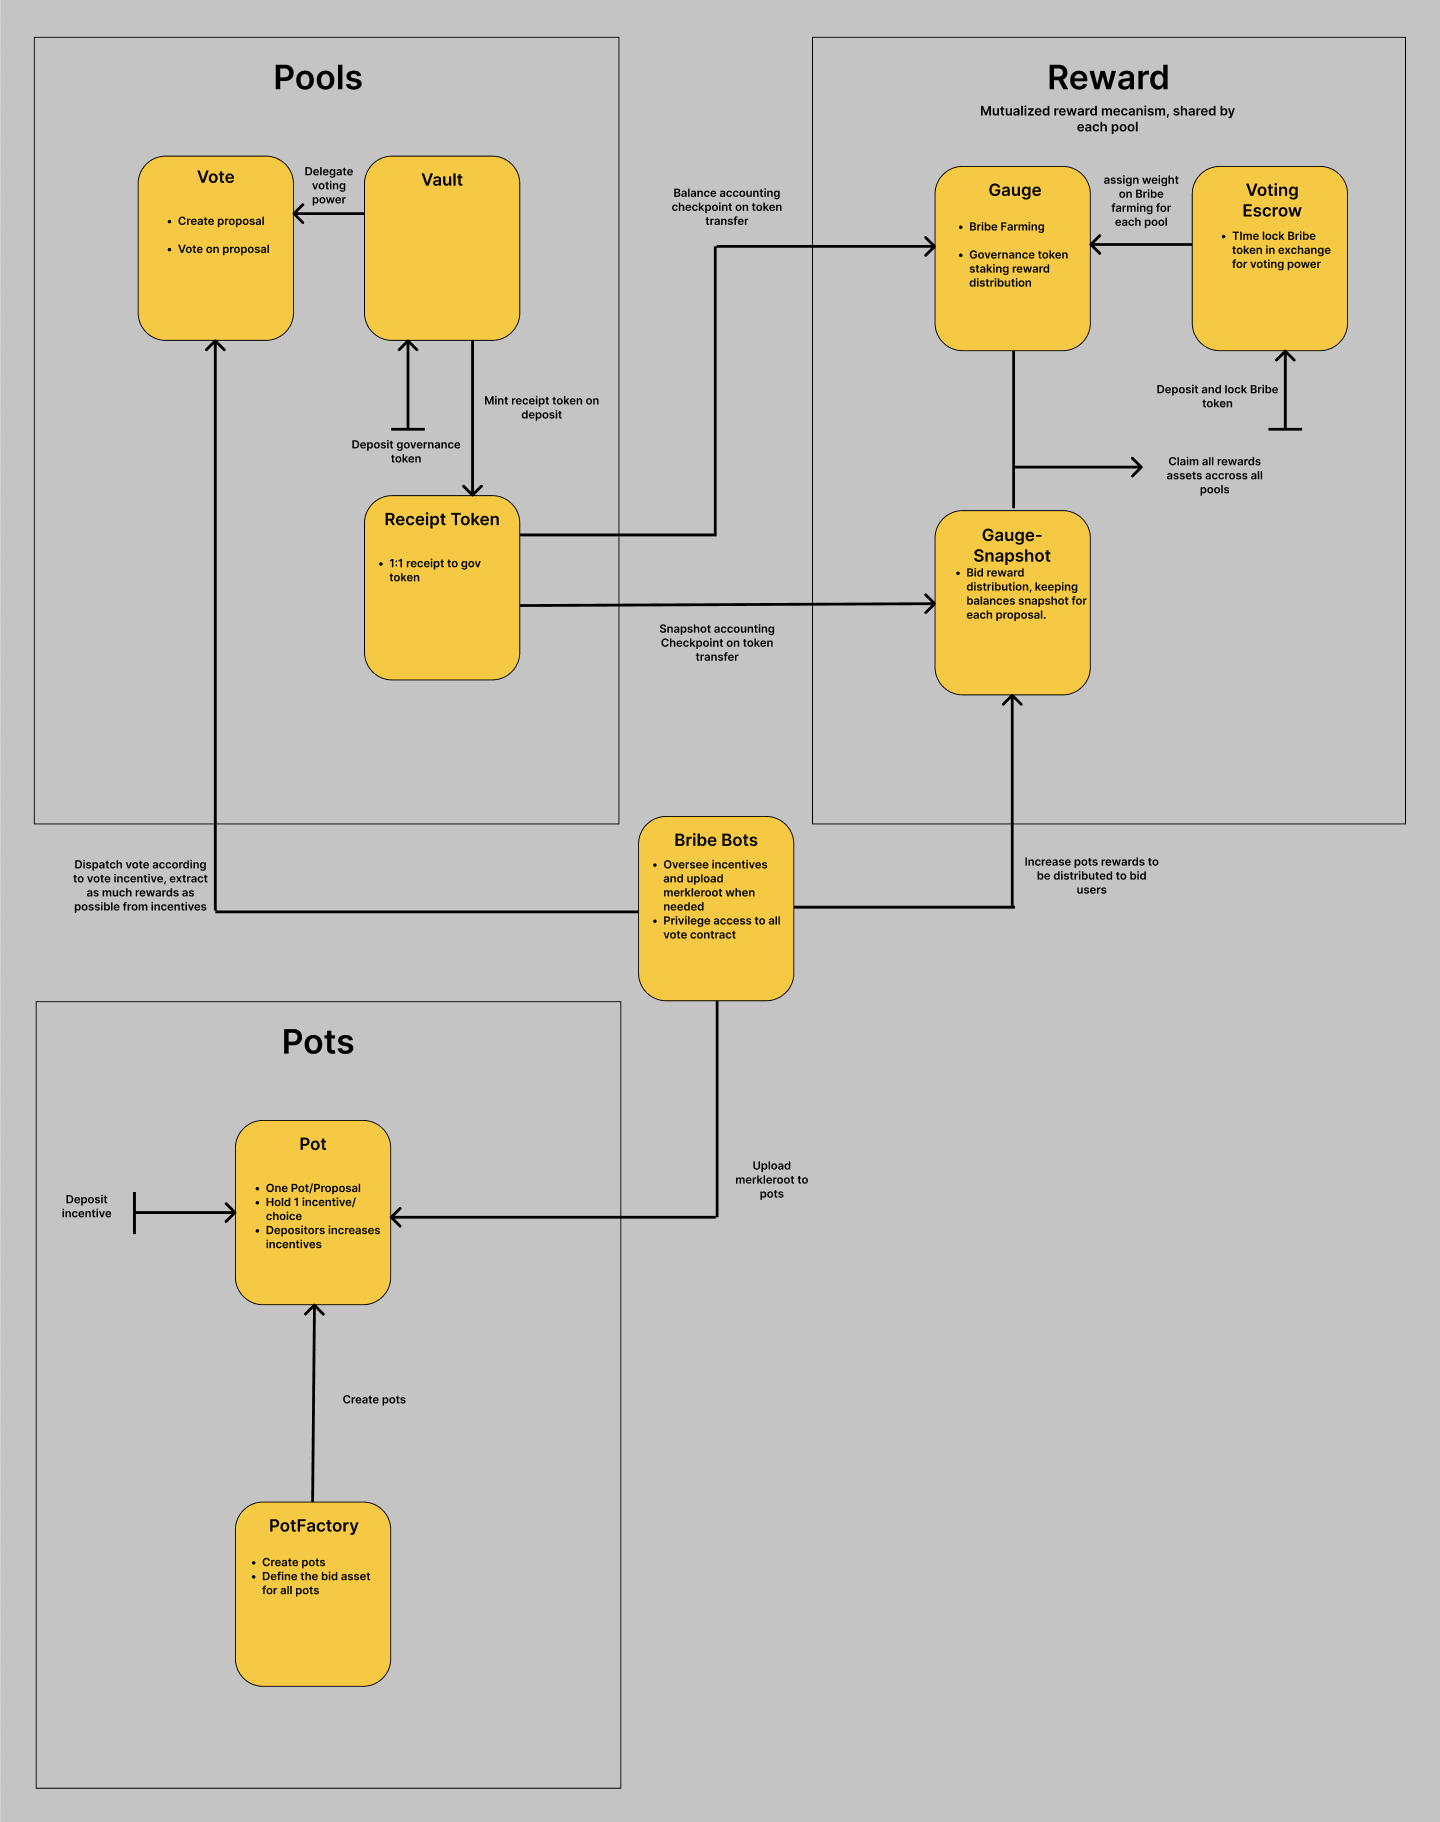 Pools
Vote
• Create proposal
• Vote on proposal
Delegate
voting
power
Vault
Deposit governance
token
Mint receipt token on
deposit
Receipt Token
• 1:1 receipt to gov
token
Balance accounting
checkpoint on token
transfer
Snapshot accounting
Checkpoint on token
transfer
Reward
Mutualized reward mecanism, shared by
each pool
Gauge
• Bribe Farming
• Governance token
staking reward
distribution
assign weight
on Bribe
farming for
each pool
Voting
Escrow
• TIme lock Bribe
token in exchange
for voting power
Deposit and lock Bribe
token
Claim all rewards
assets accross all
pools
Gauge-
Snapshot
• Bid reward
distribution, keeping
balances snapshot for
each proposal.
Dispatch vote according
to vote incentive, extract
as much rewards as
possible from incentives
Bribe Bots
• Oversee incentives
and upload
merkleroot when
needed
• Privilege access to all
vote contract
Increase pots rewards to
be distributed to bid
users
Pots
Pot
• One Pot/Proposal
• Hold 1 incentive/
choice
• Depositors increases
incentives
Deposit
incentive
Upload
merkleroot to
pots
Create pots
PotFactory
• Create pots
• Define the bid asset
for all pots